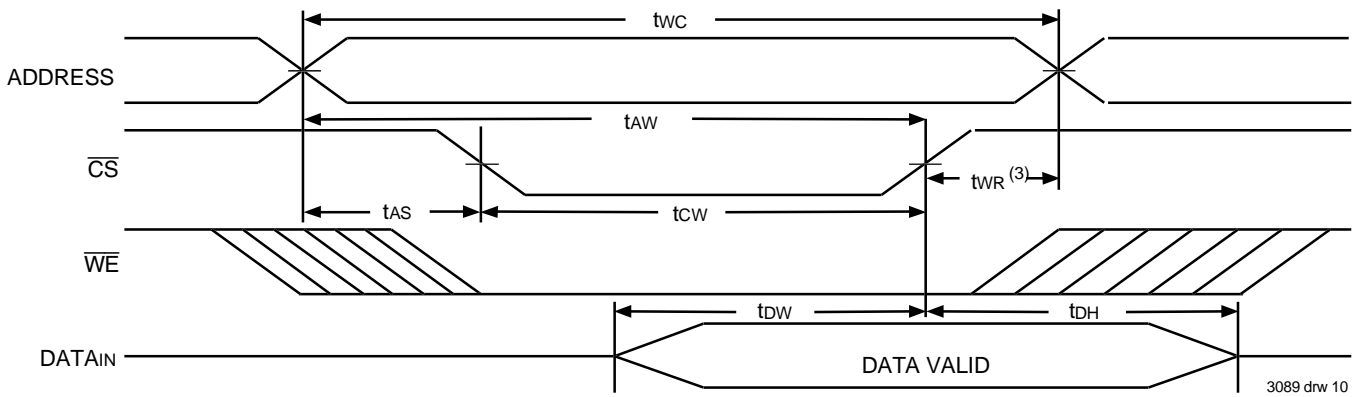 tWC
ADDRESS
tAW
CS
tWR (3)
tAS
tCW
WE
tDW
tDH
DATAIN
DATA VALID
3089 drw 10